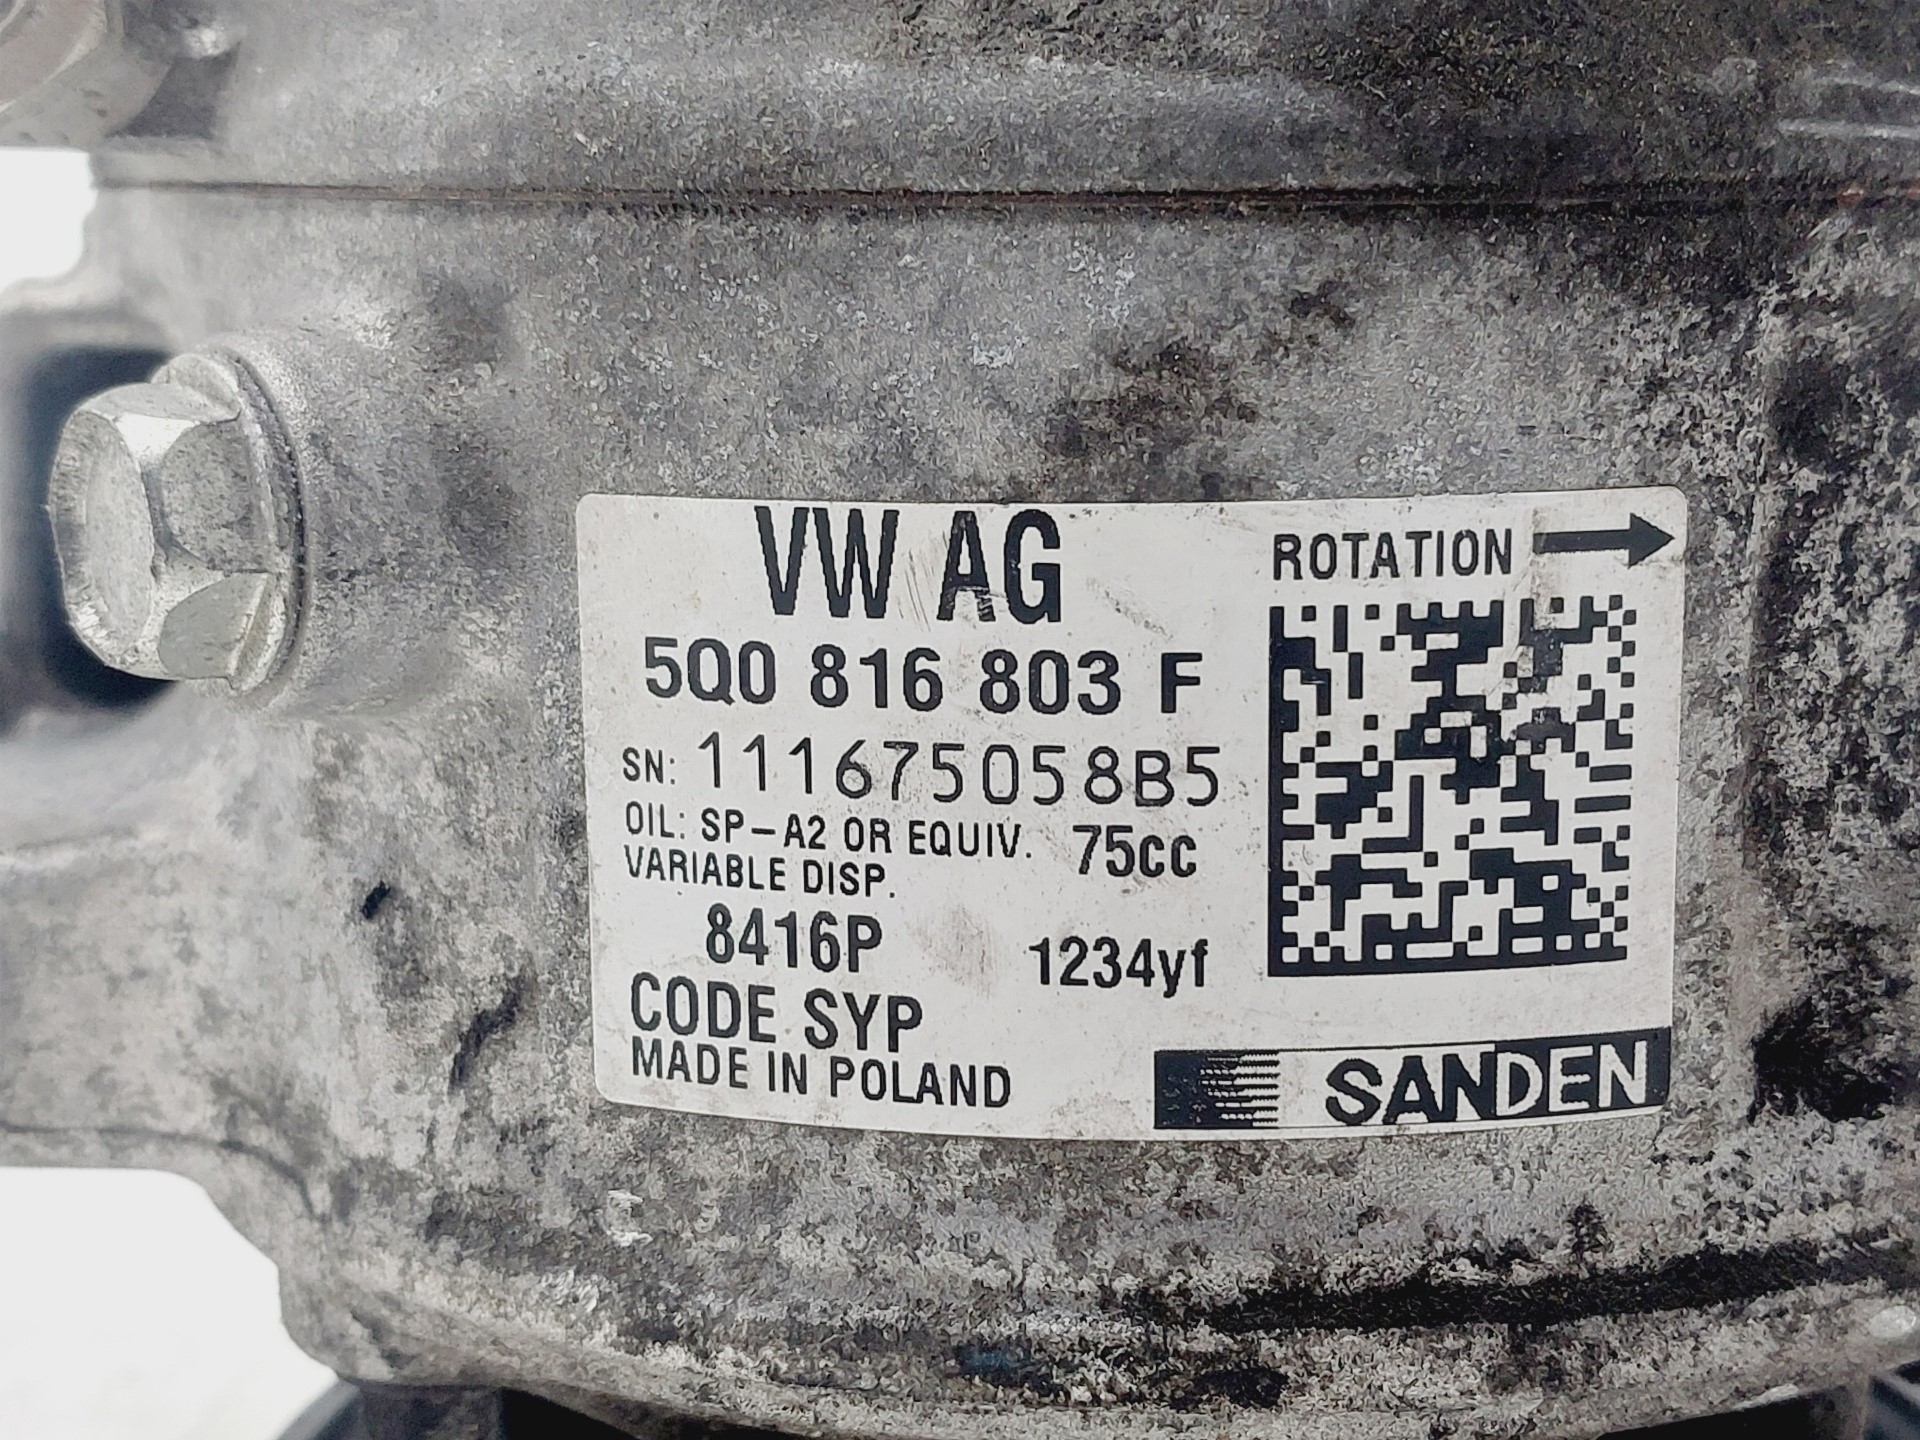 VW AG
ROTATION
5Q0 816 803 F
SN: 111675058B5
OIL: SP-A2 OR EQUIV. 75cc
VARIABLE DISP.
8416P 1234yf
CODE SYP
MADE IN POLAND
SANDEN